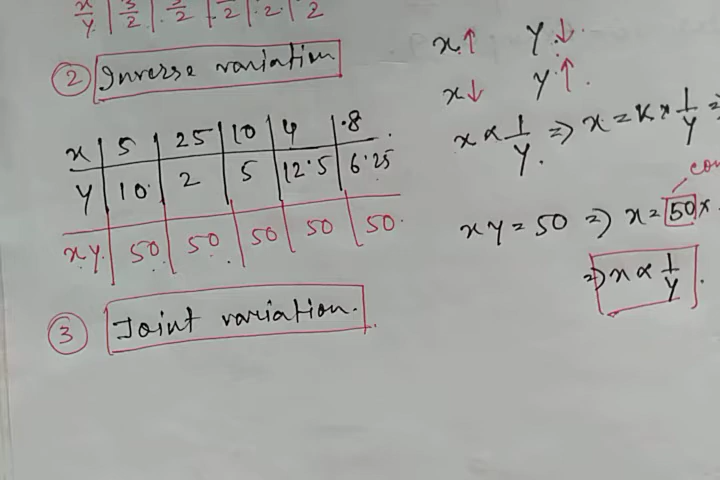 x/y | 3/2 | 3/2 | 2 | 2 | 2
② Inverse variation
x | 5 | 25 | 10 | 4 | .8
y | 10 | 2 | 5 | 12.5 | 6.25
xy | 50 | 50 | 50 | 50 | 50
③ Joint variation.
x↑ y↓
x↓ y↑
x ∝ 1/y ⇒ x = K × 1/y ⇒
xy = 50 ⇒ x = 50 ×
⇒ x ∝ 1/y